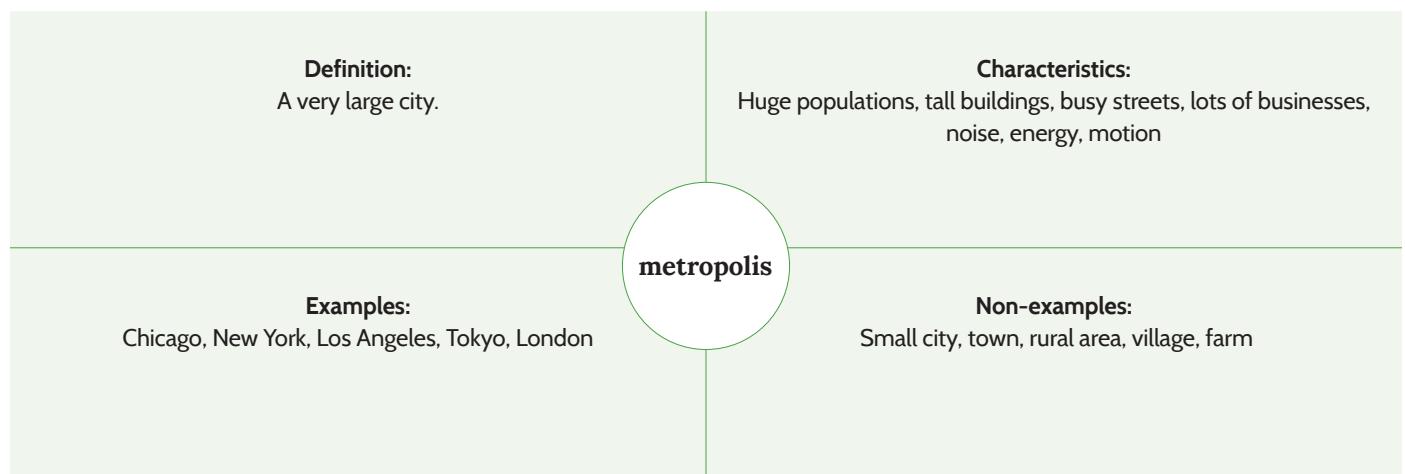 Definition:
A very large city.
Characteristics:
Huge populations, tall buildings, busy streets, lots of businesses,
noise, energy, motion
metropolis
Examples:
Chicago, New York, Los Angeles, Tokyo, London
Non-examples:
Small city, town, rural area, village, farm